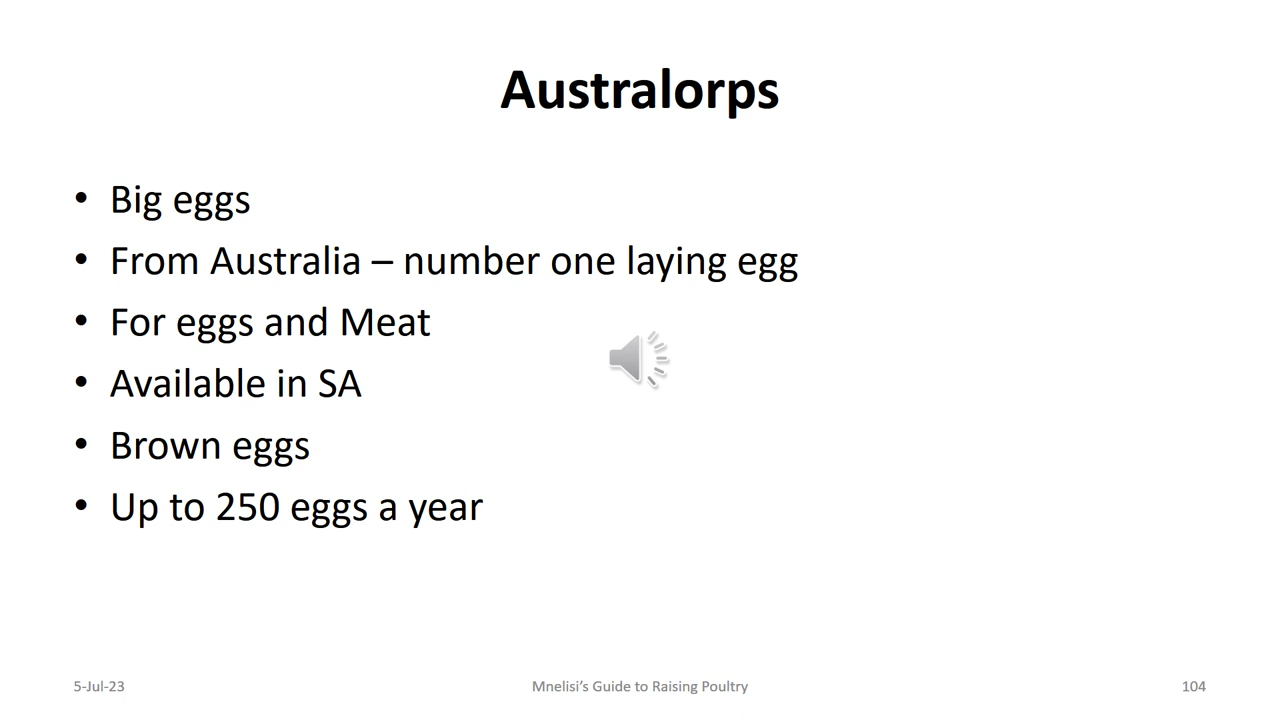 Australorps
• Big eggs
• From Australia – number one laying egg
• For eggs and Meat
• Available in SA
• Brown eggs
• Up to 250 eggs a year
5-Jul-23
Mnelisi’s Guide to Raising Poultry
104